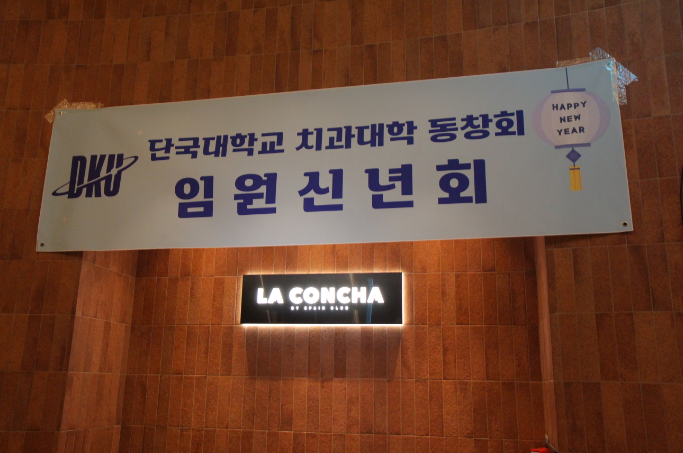 단국대학교 치과대학 동창회
HAPPY
NEW
YEAR
DKU
임원신년회
LA CONCHA
BY SPAIN CLUB